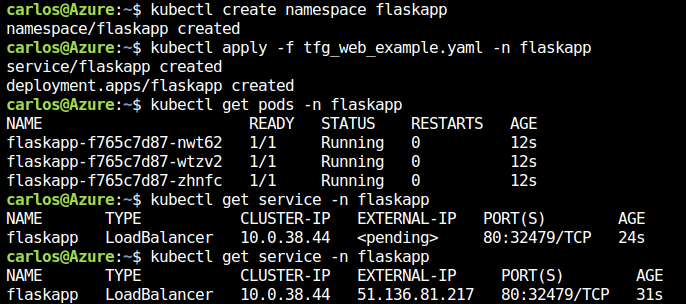 carlos@Azure:~$ kubectl create namespace flaskapp
namespace/flaskapp created
carlos@Azure:~$ kubectl apply -f tfg_web_example.yaml -n flaskapp
service/flaskapp created
deployment.apps/flaskapp created
carlos@Azure:~$ kubectl get pods -n flaskapp
NAME                       READY   STATUS    RESTARTS   AGE
flaskapp-f765c7d87-nwt62   1/1     Running   0          12s
flaskapp-f765c7d87-wtzv2   1/1     Running   0          12s
flaskapp-f765c7d87-zhnfc   1/1     Running   0          12s
carlos@Azure:~$ kubectl get service -n flaskapp
NAME       TYPE           CLUSTER-IP   EXTERNAL-IP   PORT(S)        AGE
flaskapp   LoadBalancer   10.0.38.44   <pending>     80:32479/TCP   24s
carlos@Azure:~$ kubectl get service -n flaskapp
NAME       TYPE           CLUSTER-IP   EXTERNAL-IP     PORT(S)        AGE
flaskapp   LoadBalancer   10.0.38.44   51.136.81.217   80:32479/TCP   31s